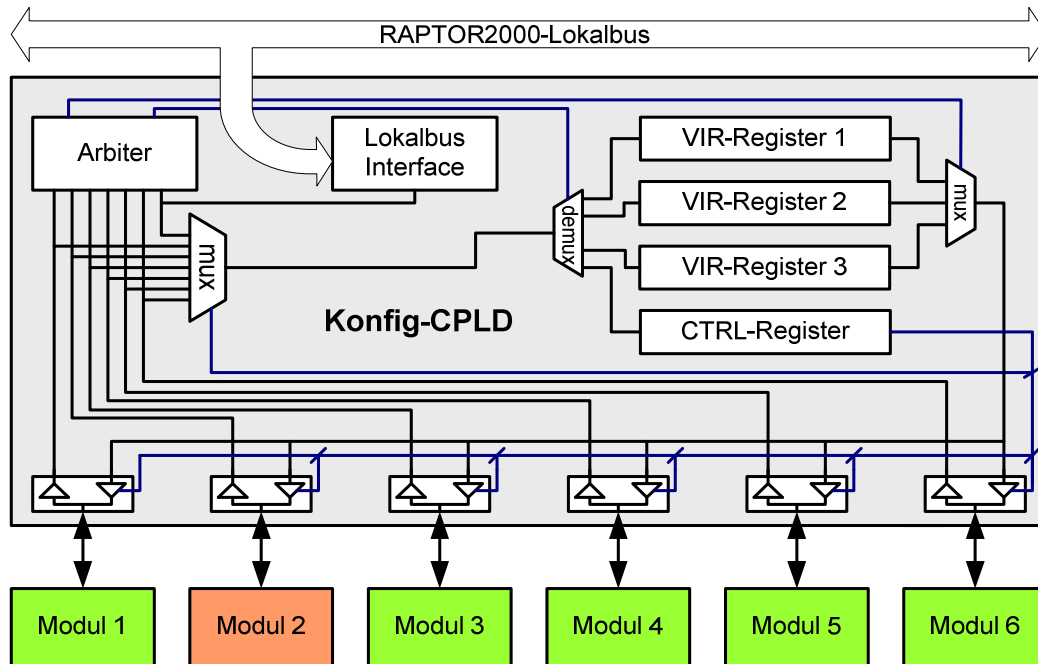 RAPTOR2000-Lokalbus
Arbiter
Lokalbus
Interface
VIR-Register 1
VIR-Register 2
VIR-Register 3
CTRL-Register
mux
demux
mux
Konfig-CPLD
Modul 1
Modul 2
Modul 3
Modul 4
Modul 5
Modul 6